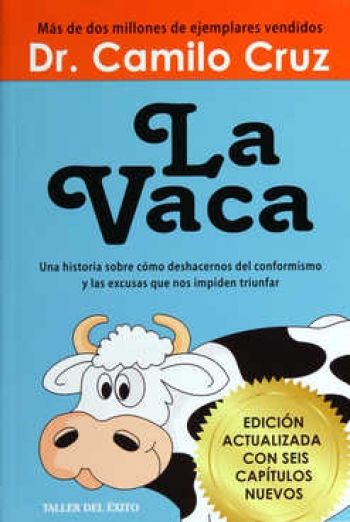 Más de dos millones de ejemplares vendidos
Dr. Camilo Cruz
La
Vaca
Una historia sobre cómo deshacernos del conformismo
y las excusas que nos impiden triunfar
EDICIÓN
ACTUALIZADA
CON SEIS
CAPÍTULOS
NUEVOS
TALLER DEL ÉXITO